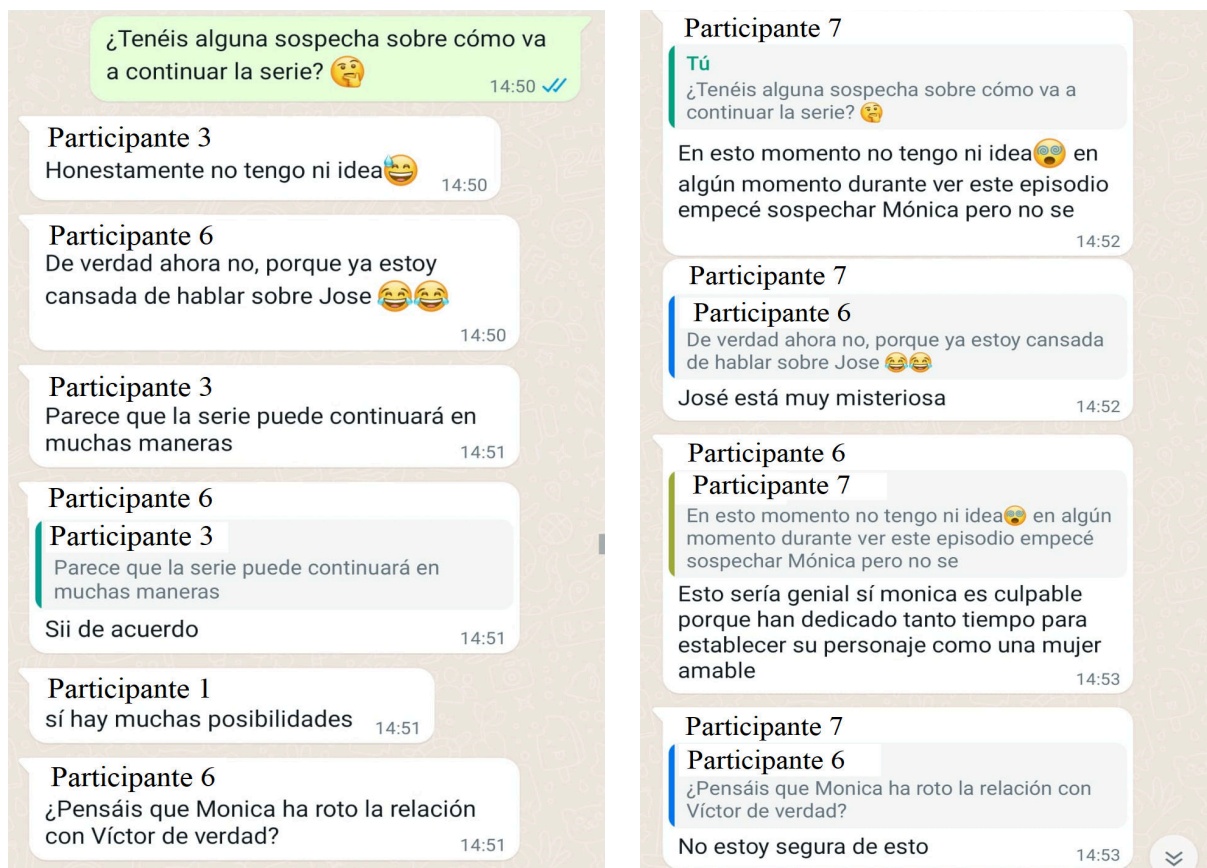 ¿Tenéis alguna sospecha sobre cómo va
a continuar la serie? 🤔
14:50
Participante 3
Honestamente no tengo ni idea😅
14:50
Participante 6
De verdad ahora no, porque ya estoy
cansada de hablar sobre Jose 😂😂
14:50
Participante 3
Parece que la serie puede continuará en
muchas maneras
14:51
Participante 6
Participante 3
Parece que la serie puede continuará en
muchas maneras
Sii de acuerdo
14:51
Participante 1
sí hay muchas posibilidades
14:51
Participante 6
¿Pensáis que Monica ha roto la relación
con Víctor de verdad?
14:51
Participante 7
Tú
¿Tenéis alguna sospecha sobre cómo va a
continuar la serie? 🤔
En esto momento no tengo ni idea😵‍💫 en
algún momento durante ver este episodio
empecé sospechar Mónica pero no se
14:52
Participante 7
Participante 6
De verdad ahora no, porque ya estoy cansada
de hablar sobre Jose 😂😂
José está muy misteriosa
14:52
Participante 6
Participante 7
En esto momento no tengo ni idea😵‍💫 en algún
momento durante ver este episodio empecé
sospechar Mónica pero no se
Esto sería genial sí monica es culpable
porque han dedicado tanto tiempo para
establecer su personaje como una mujer
amable
14:53
Participante 7
Participante 6
¿Pensáis que Monica ha roto la relación con
Víctor de verdad?
No estoy segura de esto
14:53